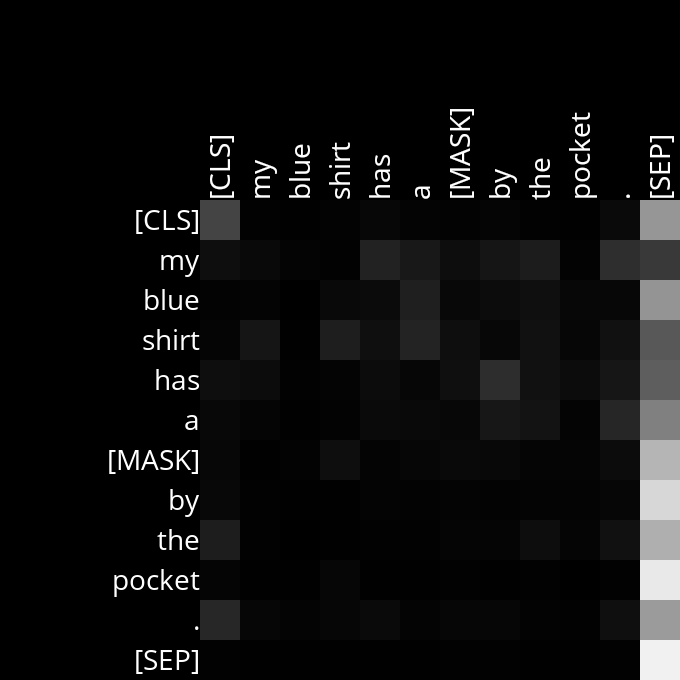 [CLS] my blue shirt has a [MASK] by the pocket . [SEP]
[CLS]
my
blue
shirt
has
a
[MASK]
by
the
pocket
.
[SEP]